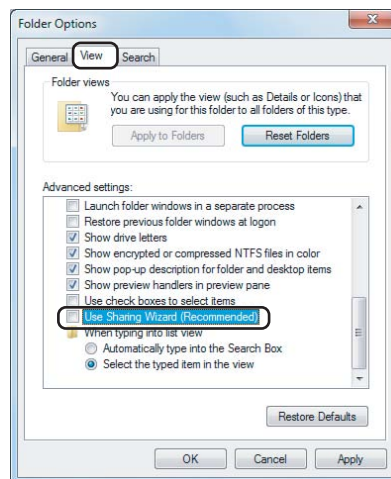 Folder Options
General View Search
Folder views
You can apply the view (such as Details or Icons) that
you are using for this folder to all folders of this type.
Apply to Folders Reset Folders
Advanced settings:
Launch folder windows in a separate process
Restore previous folder windows at logon
Show drive letters
Show encrypted or compressed NTFS files in color
Show pop-up description for folder and desktop items
Show preview handlers in preview pane
Use check boxes to select items
Use Sharing Wizard (Recommended)
When typing into list view
Automatically type into the Search Box
Select the typed item in the view
Restore Defaults
OK Cancel Apply